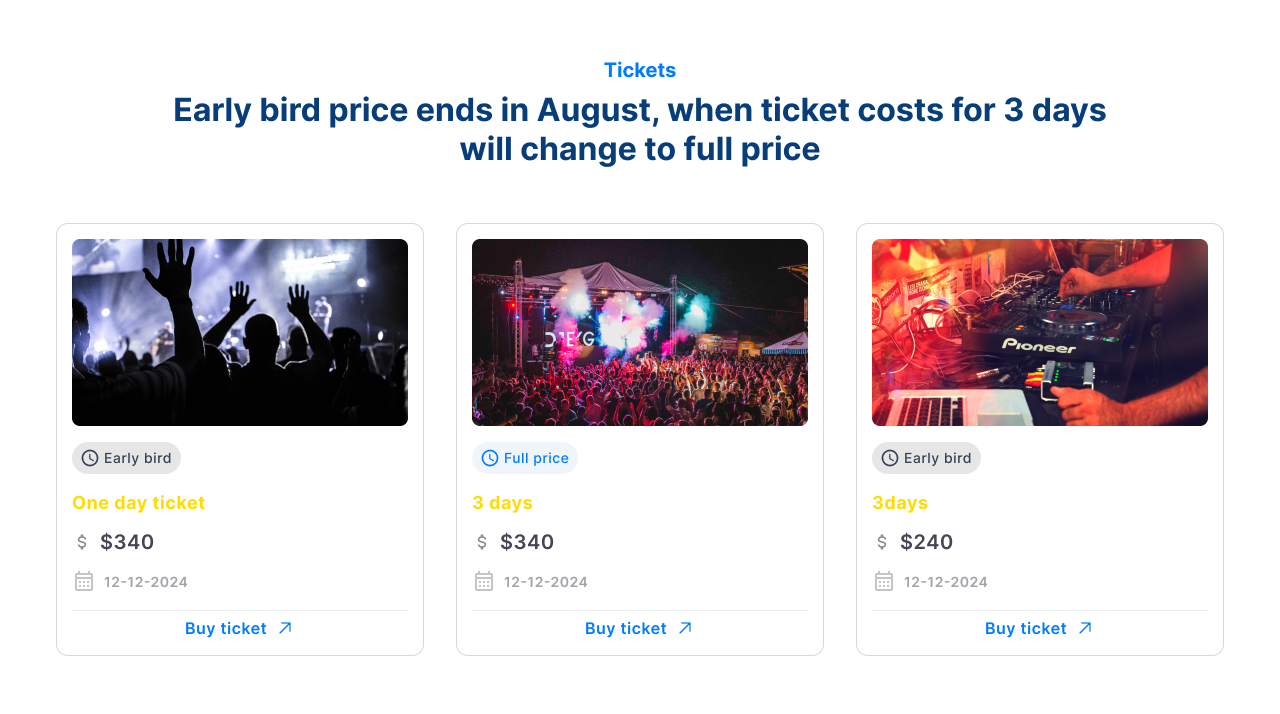 Tickets
Early bird price ends in August, when ticket costs for 3 days
will change to full price
Pioneer
Early bird
Full price
Early bird
One day ticket
3 days
3days
$ $340
$ $340
$ $240
12-12-2024
12-12-2024
12-12-2024
Buy ticket
Buy ticket
Buy ticket